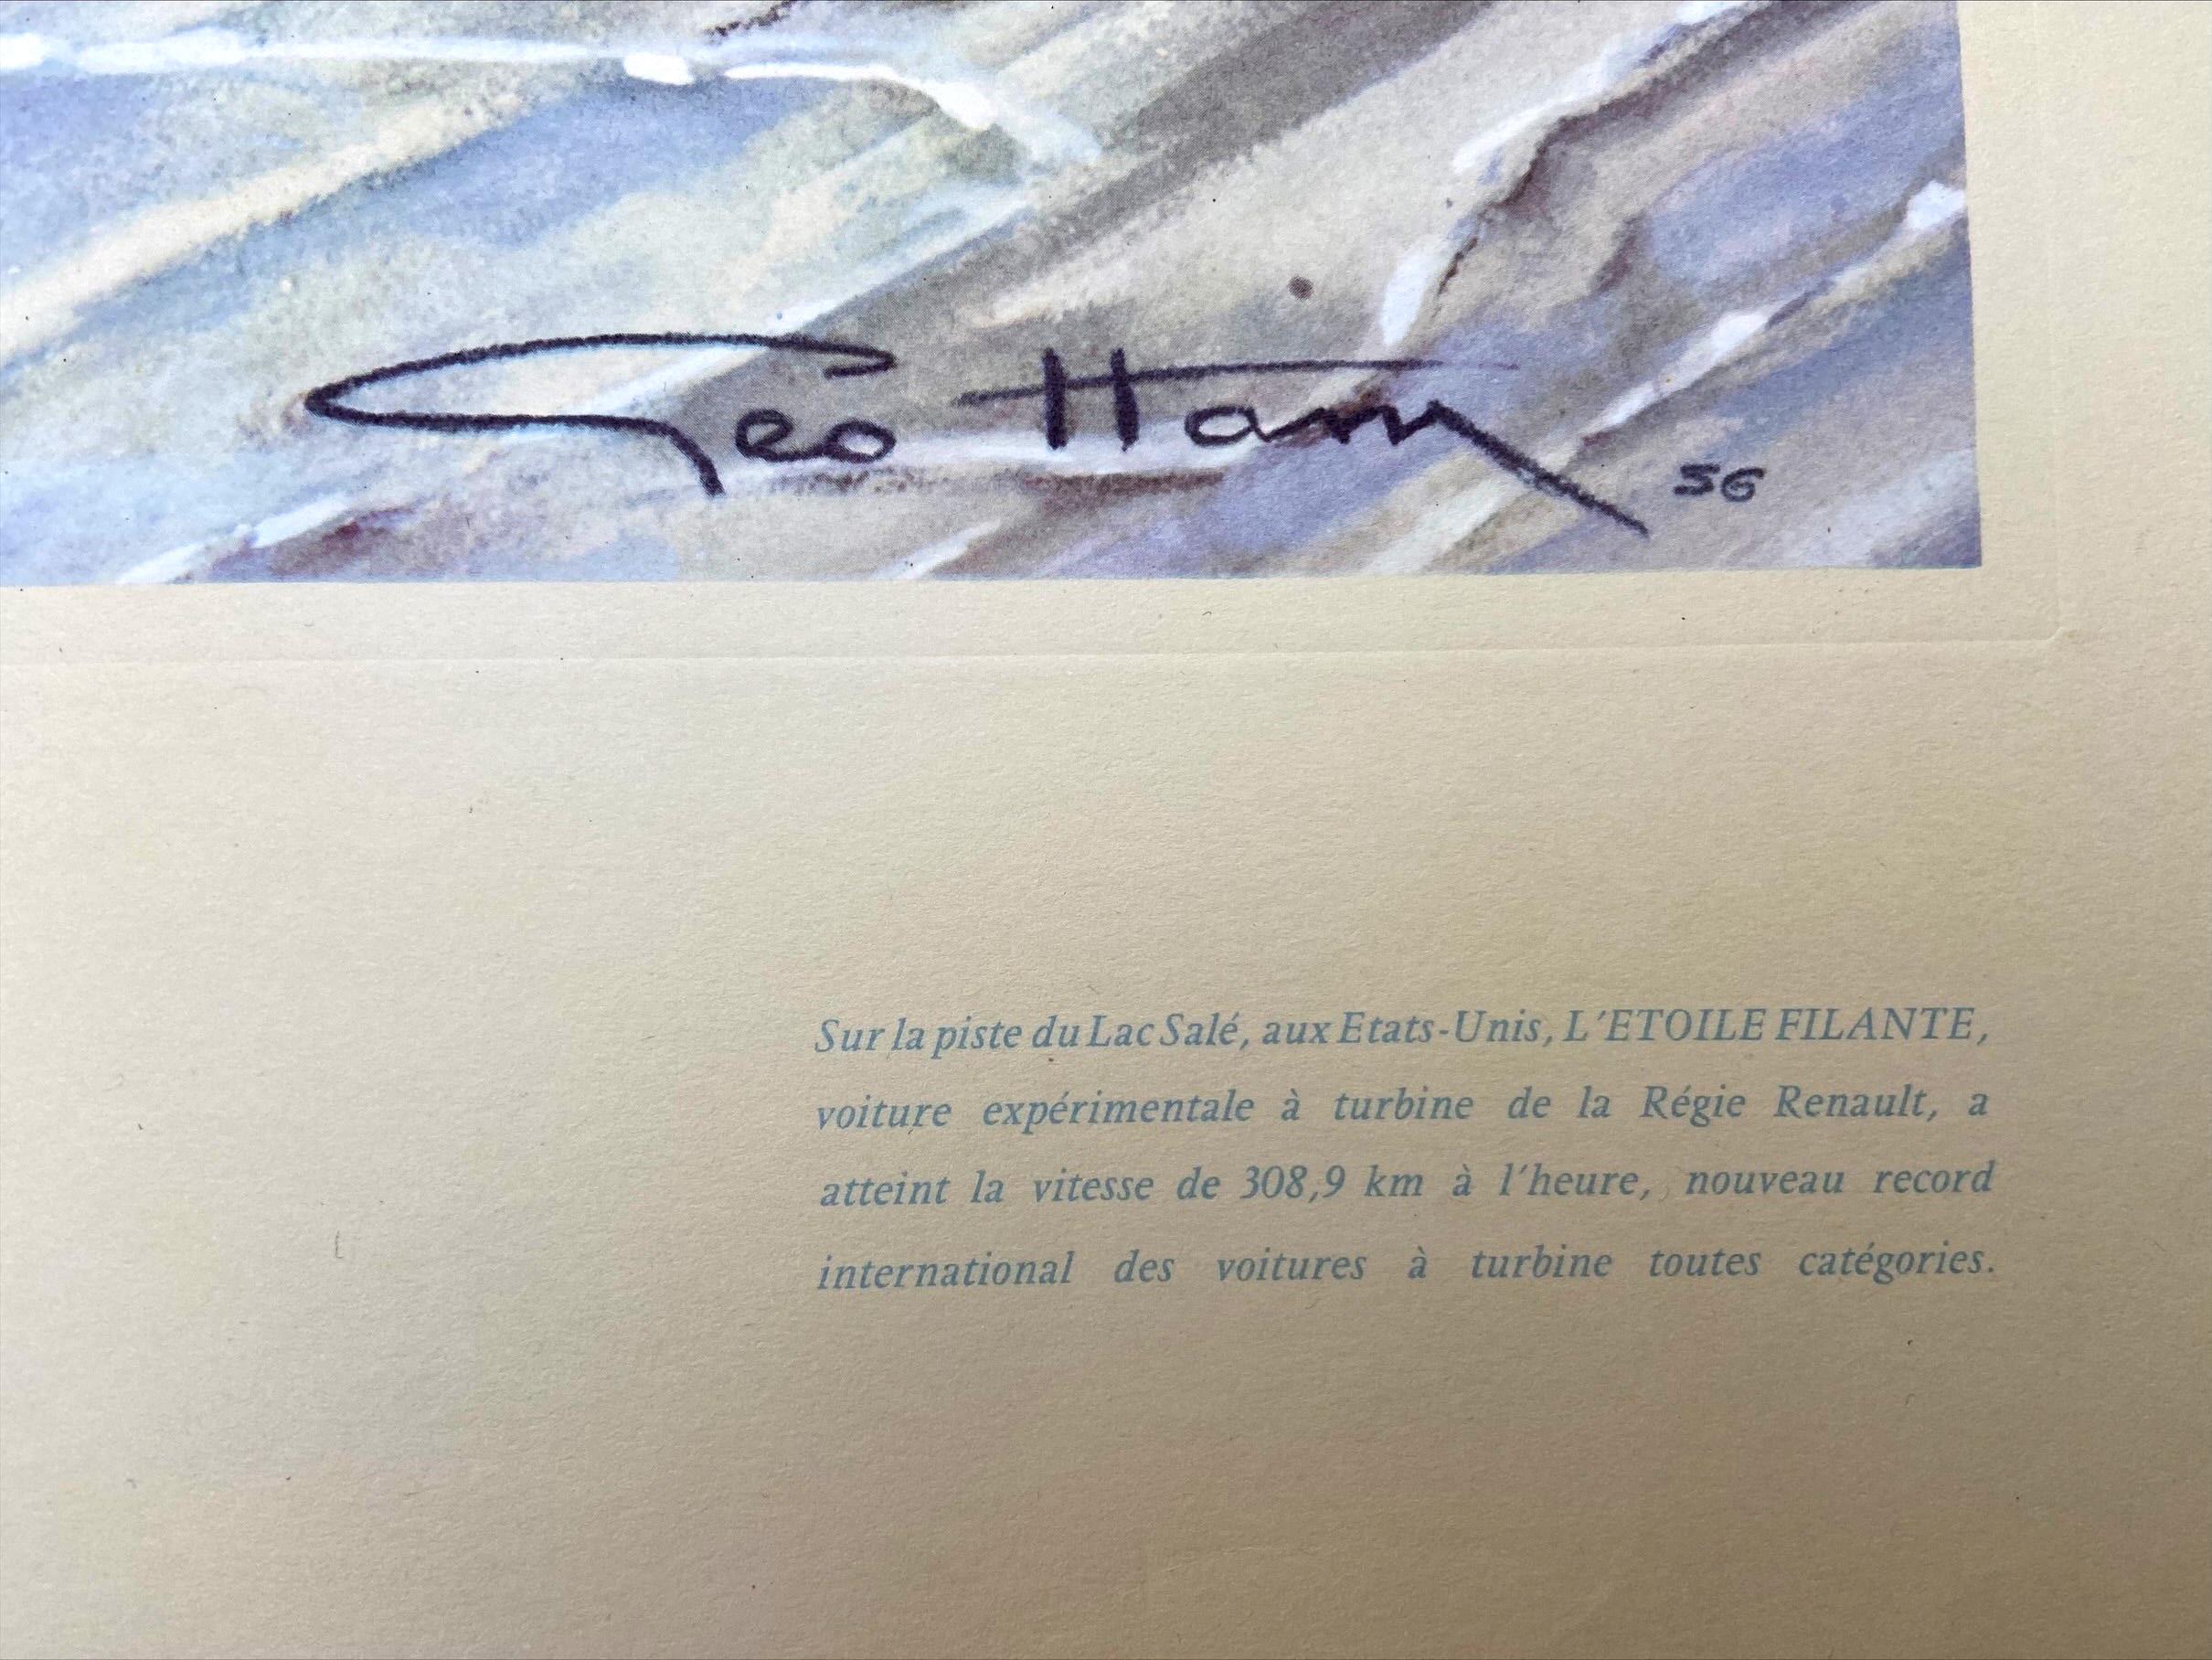 Géo Ham 56
Sur la piste du Lac Salé, aux Etats-Unis, L'ETOILE FILANTE,
voiture expérimentale à turbine de la Régie Renault, a
atteint la vitesse de 308,9 km à l'heure, nouveau record
international des voitures à turbine toutes catégories.